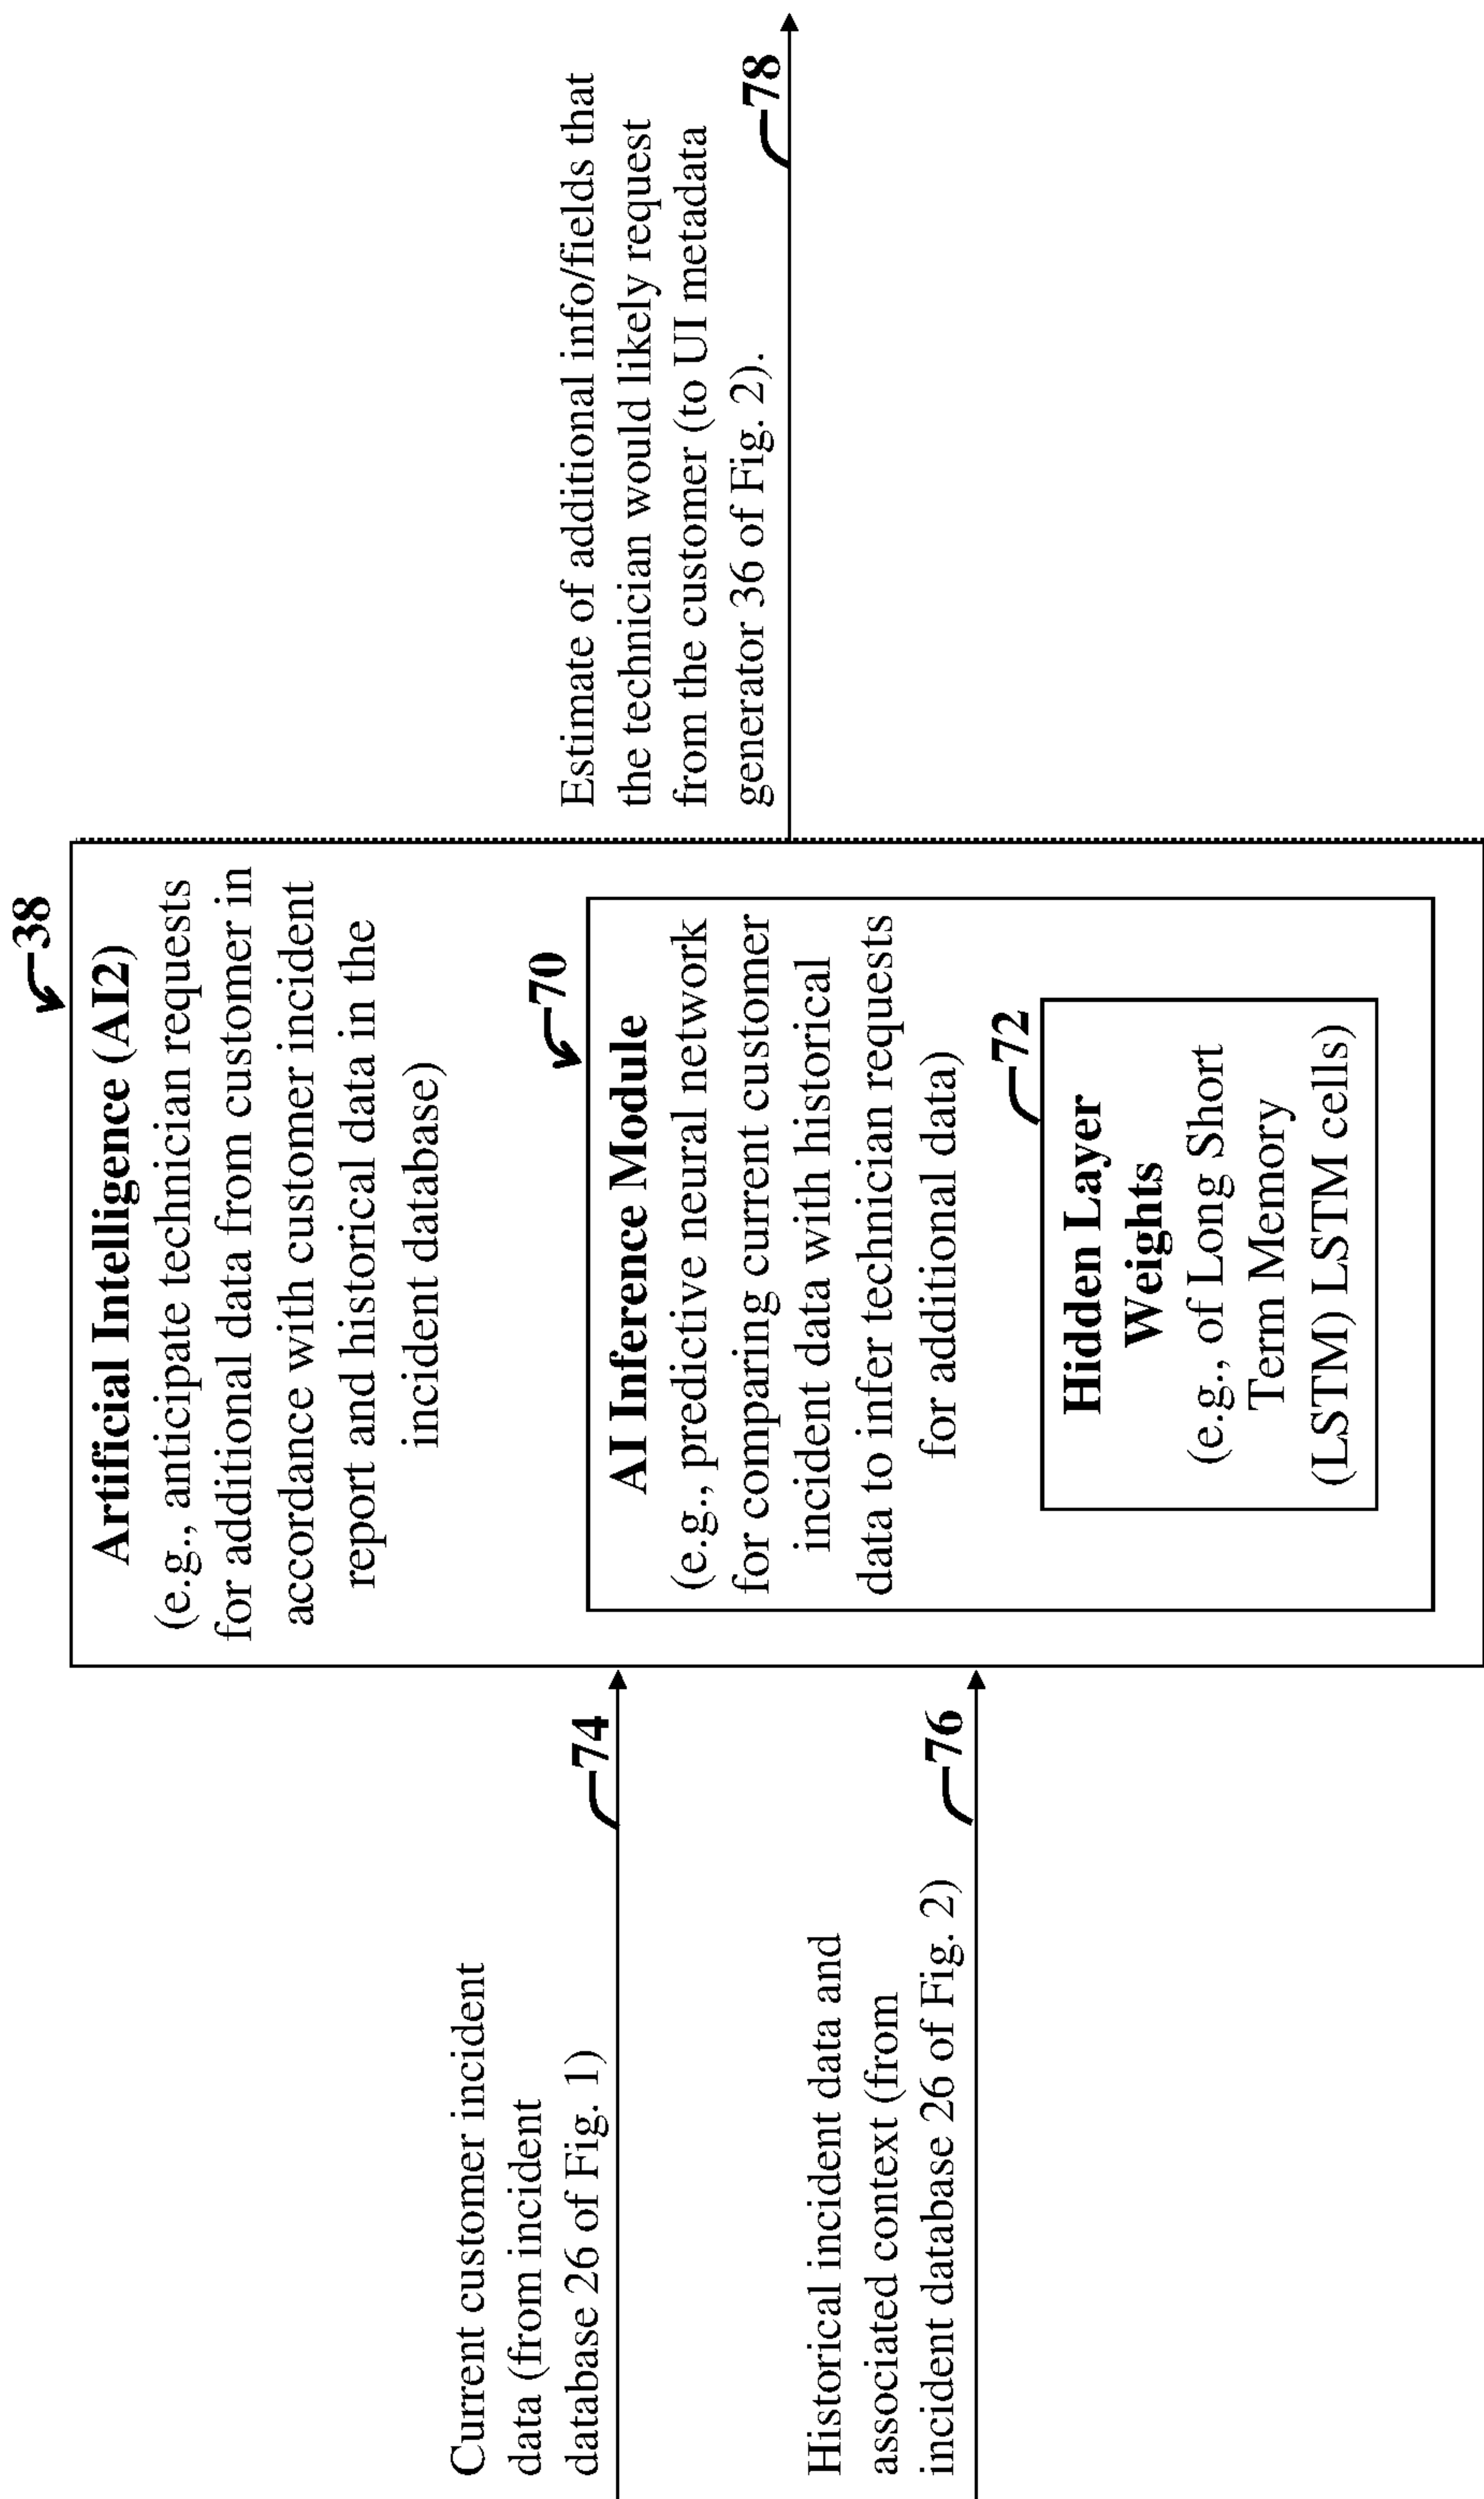 Current customer incident
data (from incident
database 26 of Fig. 1)
74
Historical incident data and
associated context (from
incident database 26 of Fig. 2)
76
38
Artificial Intelligence (AI2)
(e.g., anticipate technician requests
for additional data from customer in
accordance with customer incident
report and historical data in the
incident database)
70
AI Inference Module
(e.g., predictive neural network
for comparing current customer
incident data with historical
data to infer technician requests
for additional data)
72
Hidden Layer
Weights
(e.g., of Long Short
Term Memory
(LSTM) LSTM cells)
Estimate of additional info/fields that
the technician would likely request
from the customer (to UI metadata
generator 36 of Fig. 2).
78